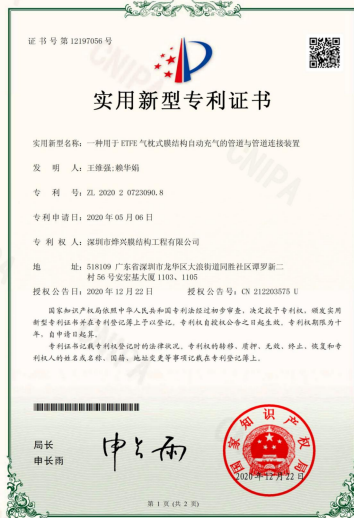 证书号第12197056号
实用新型专利证书
实用新型名称：一种用于ETFE气枕式膜结构自动充气的管道与管道连接装置
发 明 人：王维强;赖华娟
专 利 号：ZL 2020 2 0723090.8
专利申请日：2020年05月06日
专 利 权 人：深圳市烨兴膜结构工程有限公司
地 址：518109 广东省深圳市龙华区大浪街道同胜社区谭罗新二
村56号安宏基大厦1103、1105
授权公告日：2020年12月22日 授权公告号：CN 212203575 U
国家知识产权局依照中华人民共和国专利法经过初步审查，决定授予专利权，颁发实用
新型专利证书并在专利登记簿上予以登记。专利权自授权公告之日起生效。专利权期限为十
年，自申请日起算。
专利证书记载专利权登记时的法律状况。专利权的转移、质押、无效、终止、恢复和专
利权人的姓名或名称、国籍、地址变更等事项记载在专利登记簿上。
局长
申长雨
申长雨
国家知识产权局
2020年12月22日
第 1 页 (共 2 页)
CNIPA